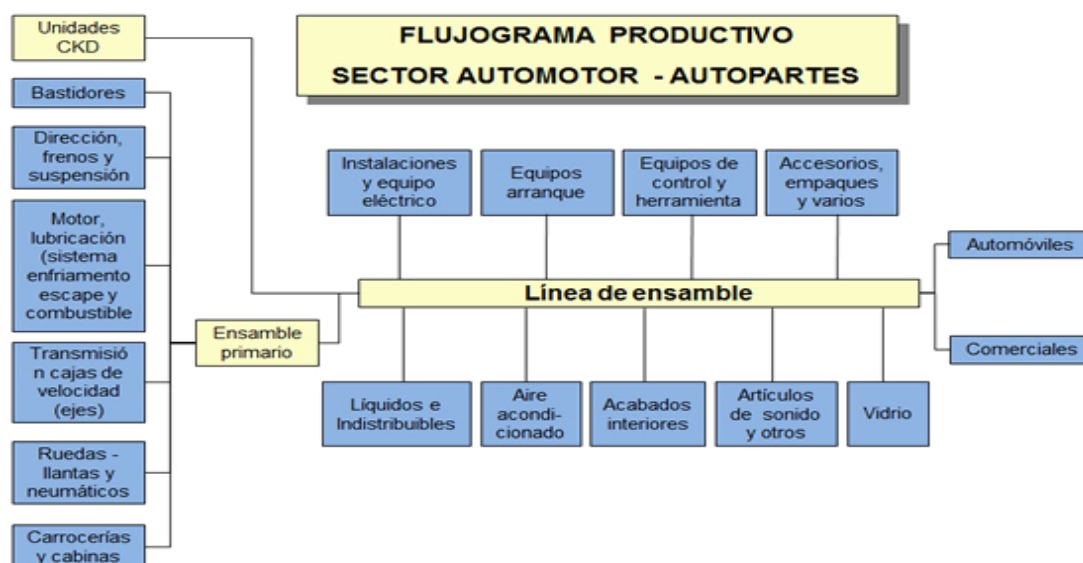 Unidades
CKD
FLUJOGRAMA PRODUCTIVO
SECTOR AUTOMOTOR - AUTOPARTES
Bastidores
Dirección,
frenos y
suspensión
Motor,
lubricación
(sistema
enfriamento
escape y
combustible
Transmisió
n cajas de
velocidad
(ejes)
Ruedas -
llantas y
neumáticos
Carrocerías
y cabinas
Ensamble
primario
Instalaciones
y equipo
eléctrico
Equipos
arranque
Equipos de
control y
herramienta
Accesorios,
empaques
y varios
Línea de ensamble
Líquidos e
Indistribuibles
Aire
acondi-
cionado
Acabados
interiores
Artículos
de sonido
y otros
Vidrio
Automóviles
Comerciales